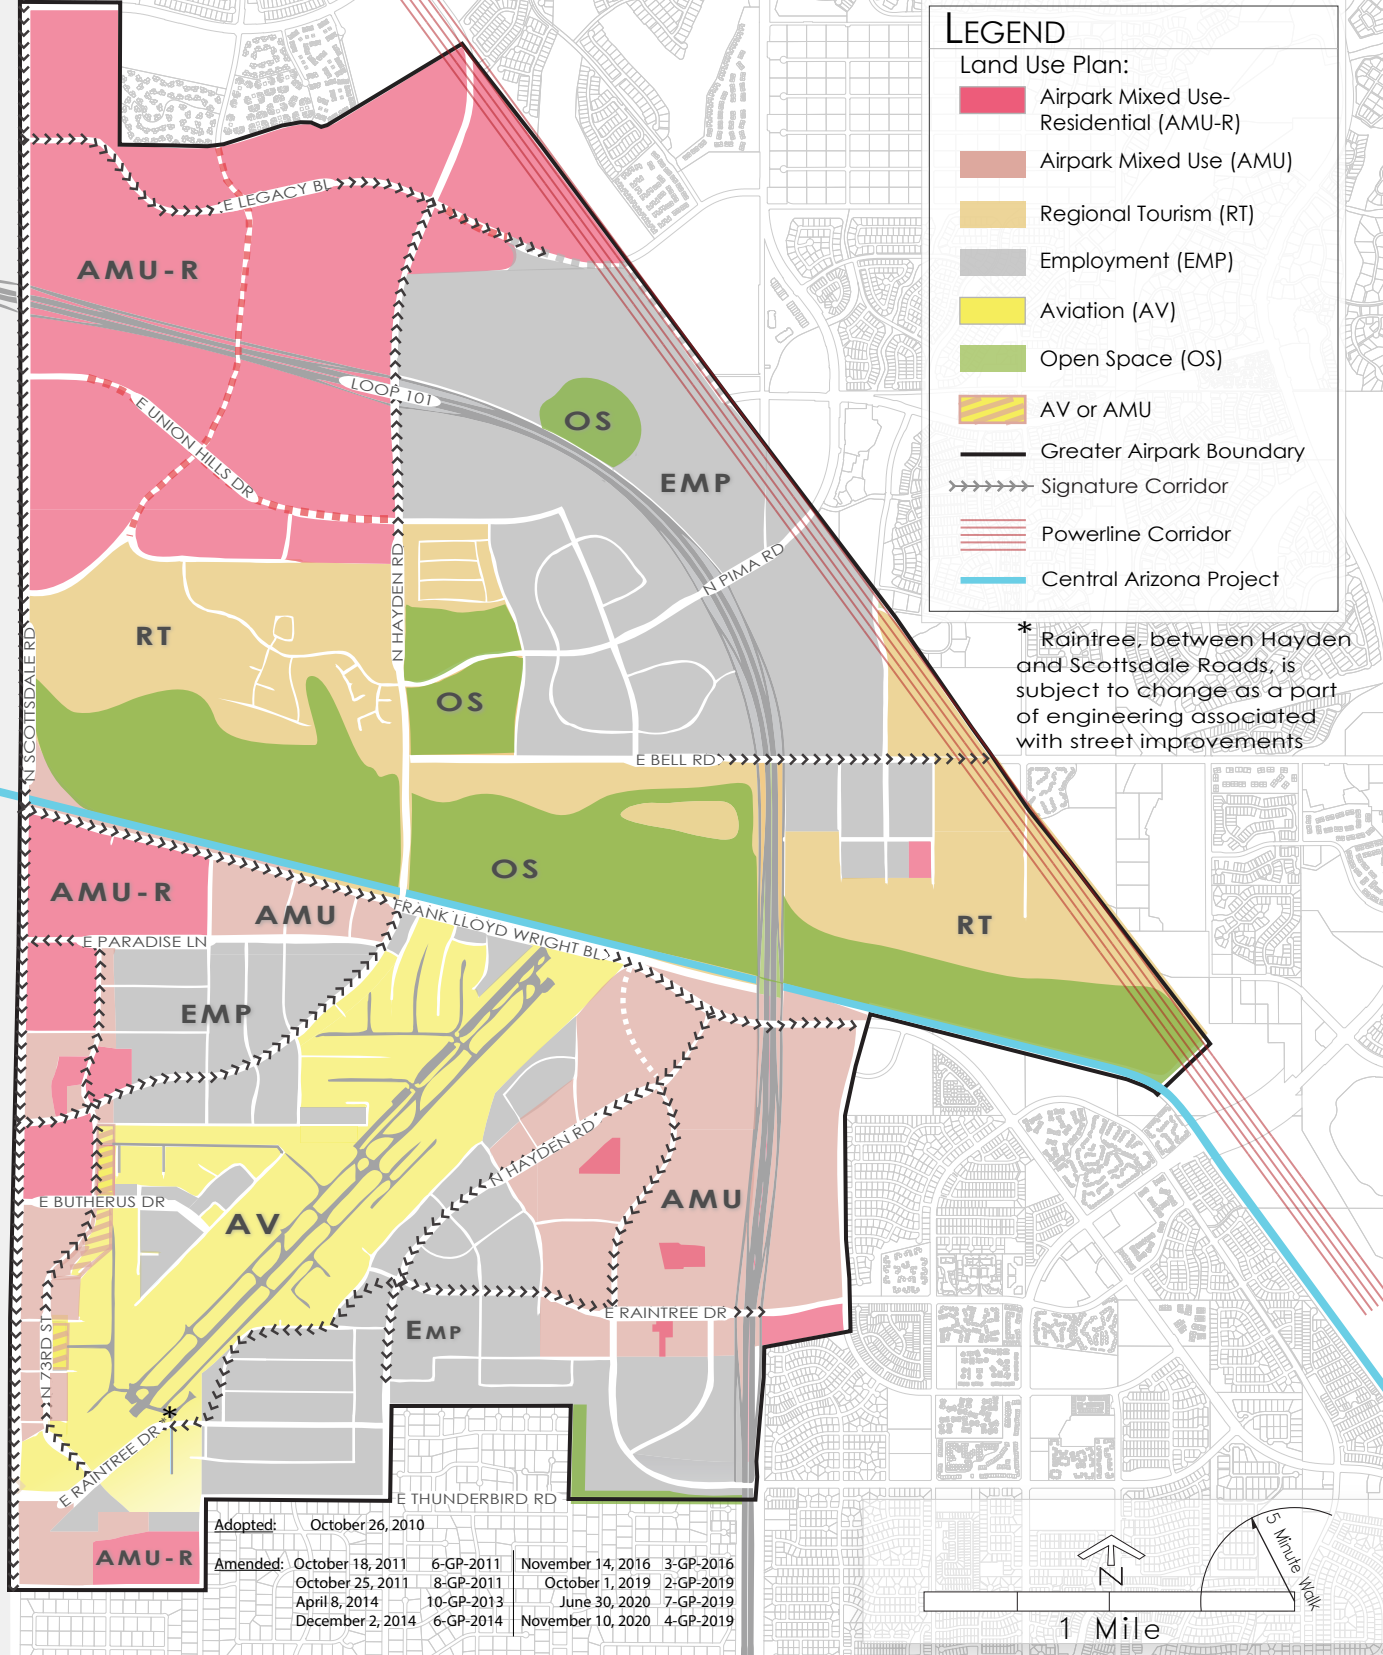 LEGEND
Land Use Plan:
Airpark Mixed Use-
Residential (AMU-R)
Airpark Mixed Use (AMU)
Regional Tourism (RT)
Employment (EMP)
Aviation (AV)
Open Space (OS)
AV or AMU
Greater Airpark Boundary
Signature Corridor
Powerline Corridor
Central Arizona Project
* Raintree, between Hayden
and Scottsdale Roads, is
subject to change as a part
of engineering associated
with street improvements
E LEGACY BL
AMU-R
LOOP 101
E UNION HILLS DR
OS
EMP
N PIMA RD
N HAYDEN RD
RT
N SCOTTSDALE RD
OS
E BELL RD
OS
AMU-R
AMU
FRANK LLOYD WRIGHT BL
RT
E PARADISE LN
EMP
N HAYDEN RD
AMU
E BUTHERUS DR
AV
E RAINTREE DR
EMP
N 73RD ST
*
E RAINTREE DR
E THUNDERBIRD RD
AMU-R
Adopted: October 26, 2010
Amended: October 18, 2011 6-GP-2011 November 14, 2016 3-GP-2016
October 25, 2011 8-GP-2011 October 1, 2019 2-GP-2019
April 8, 2014 10-GP-2013 June 30, 2020 7-GP-2019
December 2, 2014 6-GP-2014 November 10, 2020 4-GP-2019
N
5 Minute Walk
1 Mile